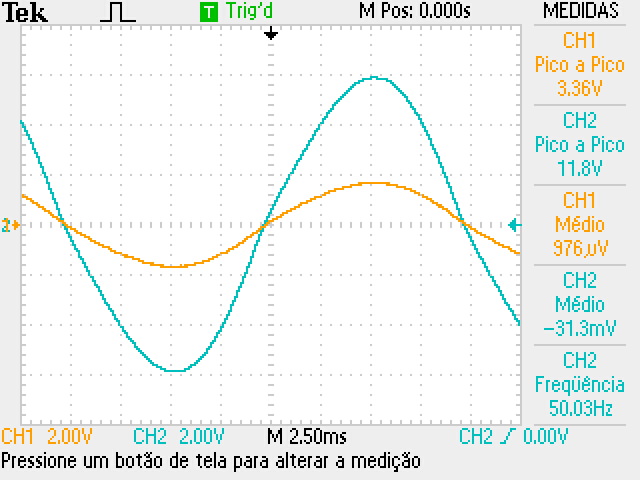 Tek T Trig'd M Pos: 0.000s MEDIDAS
CH1
Pico a Pico
3.36V
CH2
Pico a Pico
11.8V
CH1
Médio
976µV
CH2
Médio
-31.3mV
CH2
Freqüência
50.03Hz
2
CH1 2.00V CH2 2.00V M 2.50ms CH2 / 0.00V
Pressione um botão de tela para alterar a medição